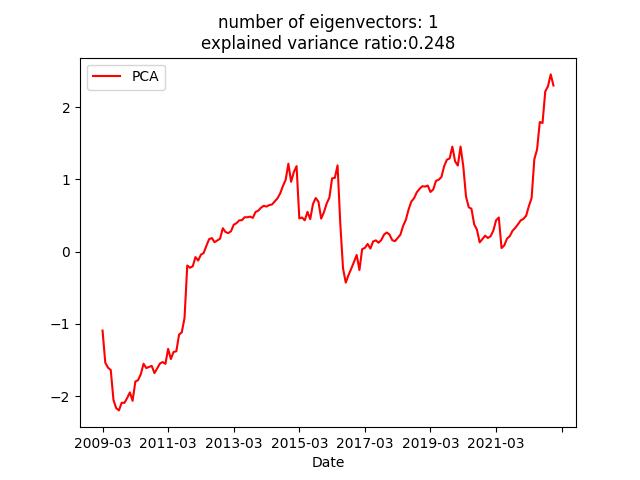 number of eigenvectors: 1
explained variance ratio:0.248
PCA
2
1
0
−1
−2
2009-03 2011-03 2013-03 2015-03 2017-03 2019-03 2021-03
Date